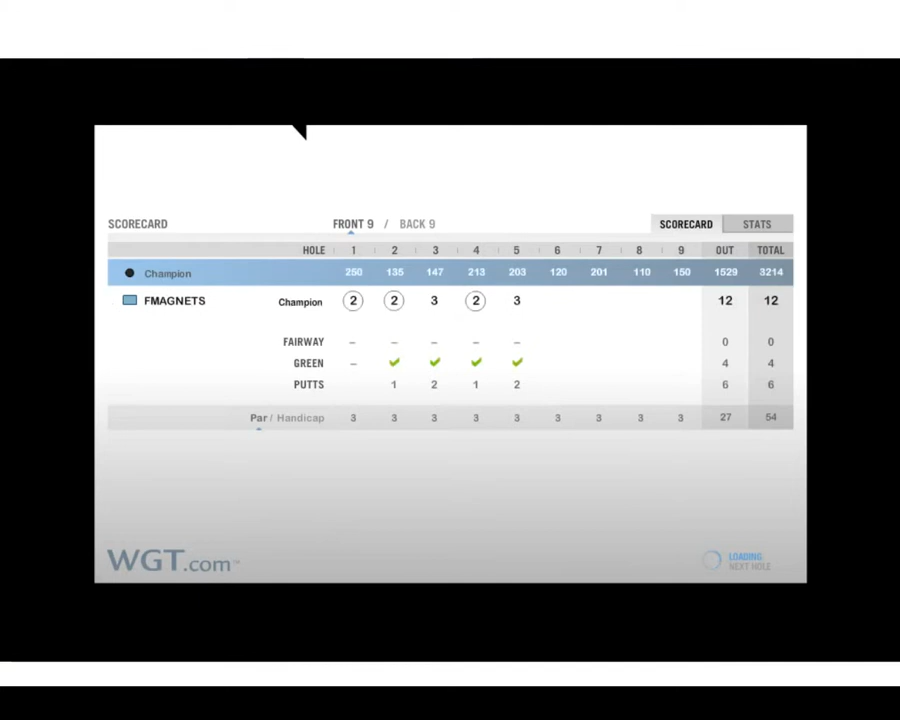 SCORECARD FRONT 9 / BACK 9 SCORECARD STATS
HOLE 1 2 3 4 5 6 7 8 9 OUT TOTAL
Champion 250 135 147 213 203 120 201 110 150 1529 3214
FMAGNETS Champion 2 2 3 2 3 12 12
FAIRWAY – – – – – 0 0
GREEN – 4 4
PUTTS 1 2 1 2 6 6
Par / Handicap 3 3 3 3 3 3 3 3 3 27 54
WGT.com™ LOADING
NEXT HOLE